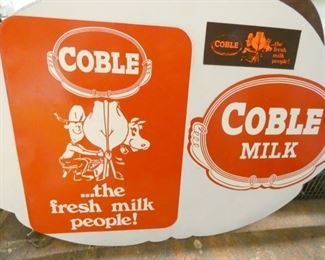 COBLE
...the
fresh milk
people!
COBLE
...the
fresh
milk
people!
COBLE
MILK